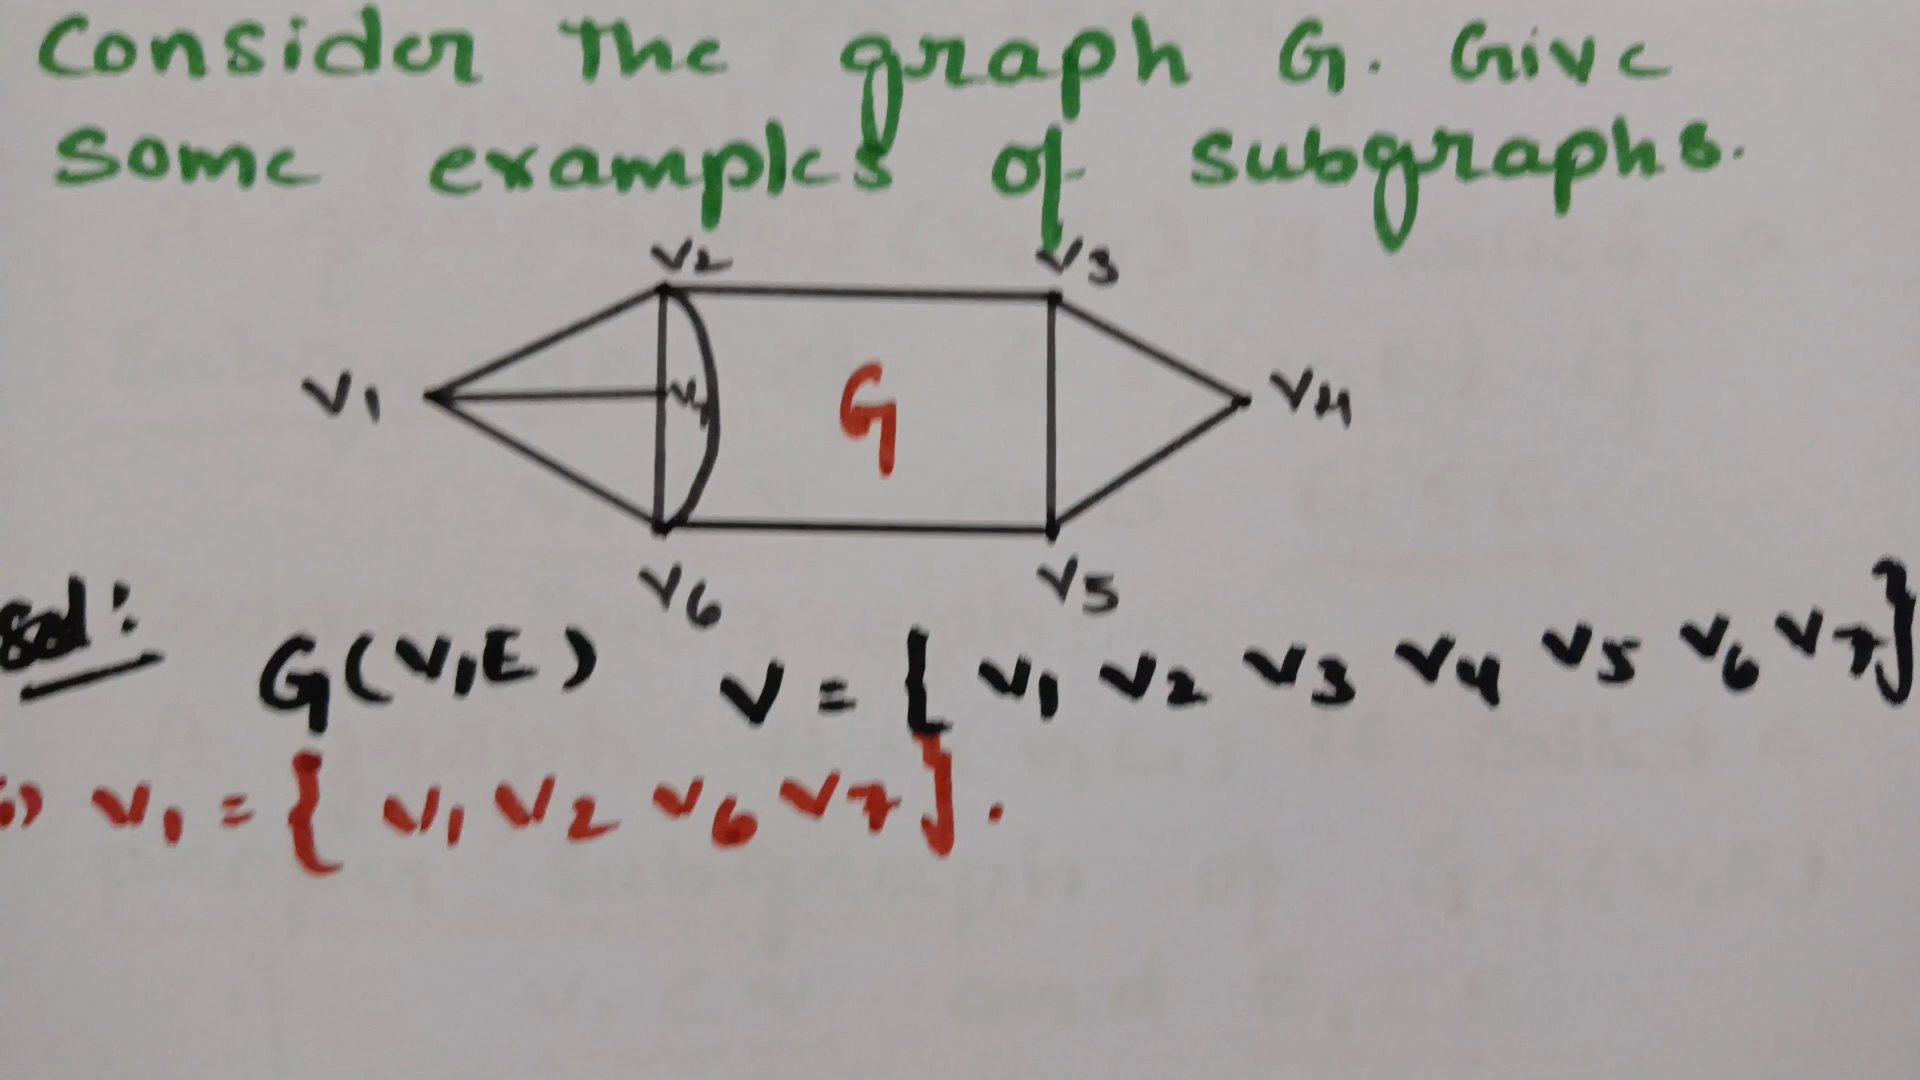 Consider the graph G. Give
some examples of subgraphs.
V2 V3
V1 V7 G V4
V6 V5
Sol:
G(V,E) V = { V1 V2 V3 V4 V5 V6 V7}
i) V1 = { V1 V2 V6 V7}.